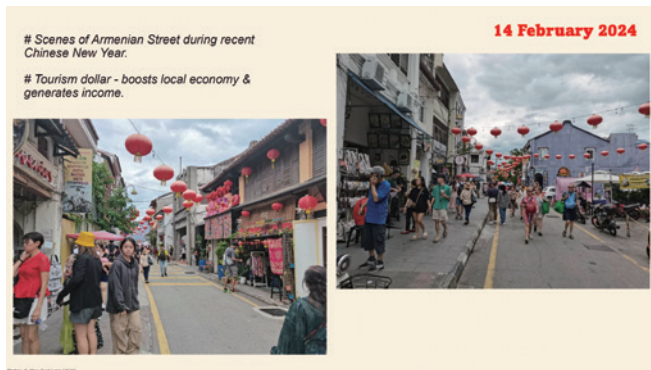 # Scenes of Armenian Street during recent
Chinese New Year.
# Tourism dollar - boosts local economy &
generates income.
14 February 2024